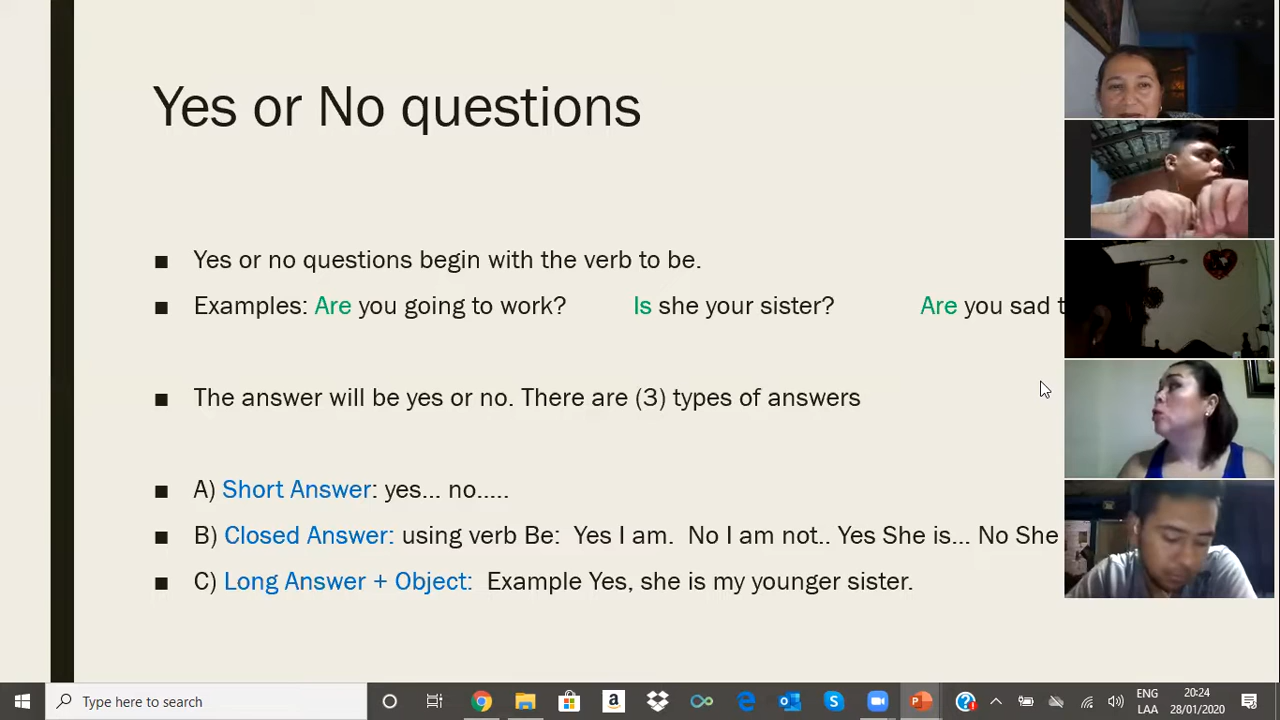 Yes or No questions
■ Yes or no questions begin with the verb to be.
■ Examples: Are you going to work? Is she your sister? Are you sad t
■ The answer will be yes or no. There are (3) types of answers
■ A) Short Answer: yes... no.....
■ B) Closed Answer: using verb Be: Yes I am. No I am not.. Yes She is... No She
■ C) Long Answer + Object: Example Yes, she is my younger sister.
Type here to search
ENG
LAA
20:24
28/01/2020